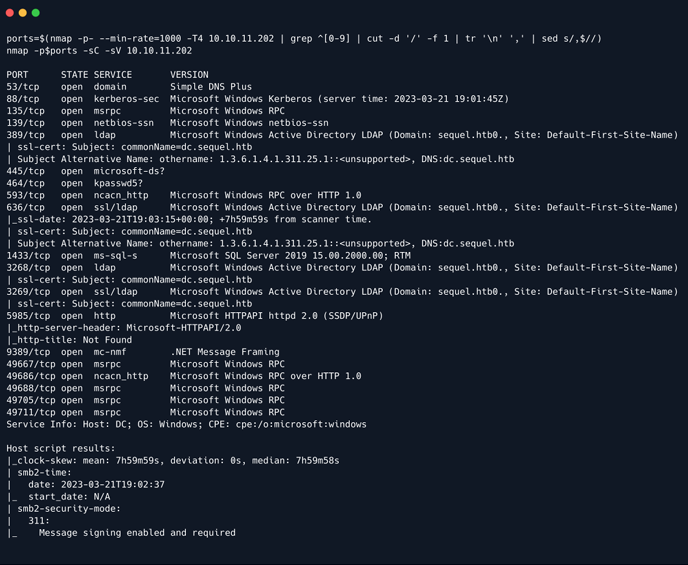 ports=$(nmap -p- --min-rate=1000 -T4 10.10.11.202 | grep ^[0-9] | cut -d '/' -f 1 | tr '\n' ',' | sed s/,$//)
nmap -p$ports -sC -sV 10.10.11.202
PORT      STATE SERVICE       VERSION
53/tcp    open  domain        Simple DNS Plus
88/tcp    open  kerberos-sec  Microsoft Windows Kerberos (server time: 2023-03-21 19:01:45Z)
135/tcp   open  msrpc         Microsoft Windows RPC
139/tcp   open  netbios-ssn   Microsoft Windows netbios-ssn
389/tcp   open  ldap          Microsoft Windows Active Directory LDAP (Domain: sequel.htb0., Site: Default-First-Site-Name)
| ssl-cert: Subject: commonName=dc.sequel.htb
| Subject Alternative Name: othername: 1.3.6.1.4.1.311.25.1::<unsupported>, DNS:dc.sequel.htb
445/tcp   open  microsoft-ds?
464/tcp   open  kpasswd5?
593/tcp   open  ncacn_http    Microsoft Windows RPC over HTTP 1.0
636/tcp   open  ssl/ldap      Microsoft Windows Active Directory LDAP (Domain: sequel.htb0., Site: Default-First-Site-Name)
|_ssl-date: 2023-03-21T19:03:15+00:00; +7h59m59s from scanner time.
| ssl-cert: Subject: commonName=dc.sequel.htb
| Subject Alternative Name: othername: 1.3.6.1.4.1.311.25.1::<unsupported>, DNS:dc.sequel.htb
1433/tcp  open  ms-sql-s      Microsoft SQL Server 2019 15.00.2000.00; RTM
3268/tcp  open  ldap          Microsoft Windows Active Directory LDAP (Domain: sequel.htb0., Site: Default-First-Site-Name)
| ssl-cert: Subject: commonName=dc.sequel.htb
3269/tcp  open  ssl/ldap      Microsoft Windows Active Directory LDAP (Domain: sequel.htb0., Site: Default-First-Site-Name)
| ssl-cert: Subject: commonName=dc.sequel.htb
5985/tcp  open  http          Microsoft HTTPAPI httpd 2.0 (SSDP/UPnP)
|_http-server-header: Microsoft-HTTPAPI/2.0
|_http-title: Not Found
9389/tcp  open  mc-nmf        .NET Message Framing
49667/tcp open  msrpc         Microsoft Windows RPC
49686/tcp open  ncacn_http    Microsoft Windows RPC over HTTP 1.0
49688/tcp open  msrpc         Microsoft Windows RPC
49705/tcp open  msrpc         Microsoft Windows RPC
49711/tcp open  msrpc         Microsoft Windows RPC
Service Info: Host: DC; OS: Windows; CPE: cpe:/o:microsoft:windows
Host script results:
|_clock-skew: mean: 7h59m59s, deviation: 0s, median: 7h59m58s
| smb2-time:
|   date: 2023-03-21T19:02:37
|_  start_date: N/A
| smb2-security-mode:
|   311:
|_    Message signing enabled and required